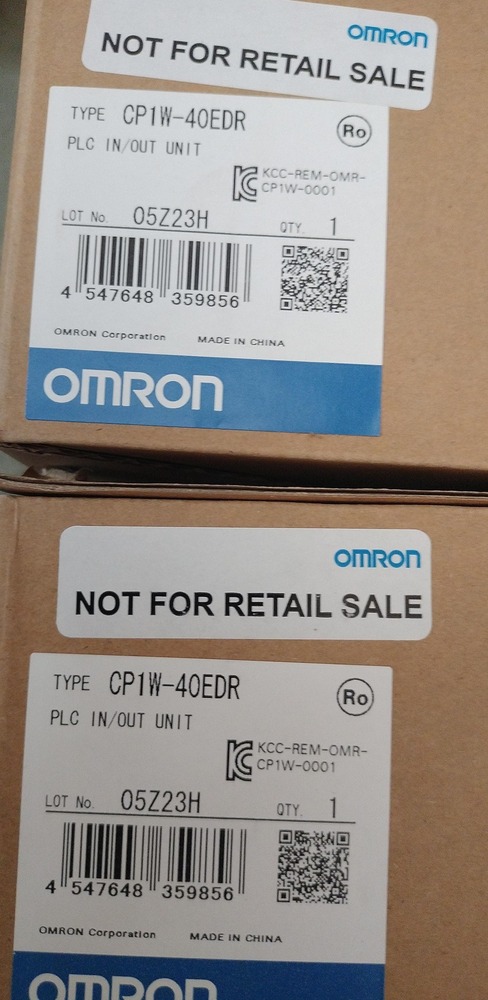 OMRON
NOT FOR RETAIL SALE
TYPE CP1W-40EDR
Ro
PLC IN/OUT UNIT
KCC-REM-OMR-
CP1W-0001
LOT No. 05Z23H QTY. 1
4 547648 359856
OMRON Corporation MADE IN CHINA
OMRON
OMRON
NOT FOR RETAIL SALE
TYPE CP1W-40EDR
Ro
PLC IN/OUT UNIT
KCC-REM-OMR-
CP1W-0001
LOT No. 05Z23H QTY. 1
4 547648 359856
OMRON Corporation MADE IN CHINA
OMRON